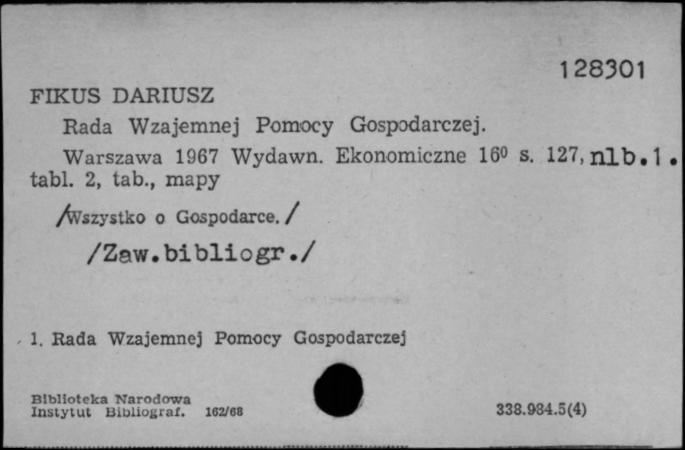 128301
FIKUS DARIUSZ
Rada Wzajemnej Pomocy Gospodarczej.
Warszawa 1967 Wydawn. Ekonomiczne 16⁰ s. 127, nlb.1.
tabl. 2, tab., mapy
/Wszystko o Gospodarce./
/Zaw.bibliogr./
1. Rada Wzajemnej Pomocy Gospodarczej
Biblioteka Narodowa
Instytut Bibliograf. 162/68
338.984.5(4)